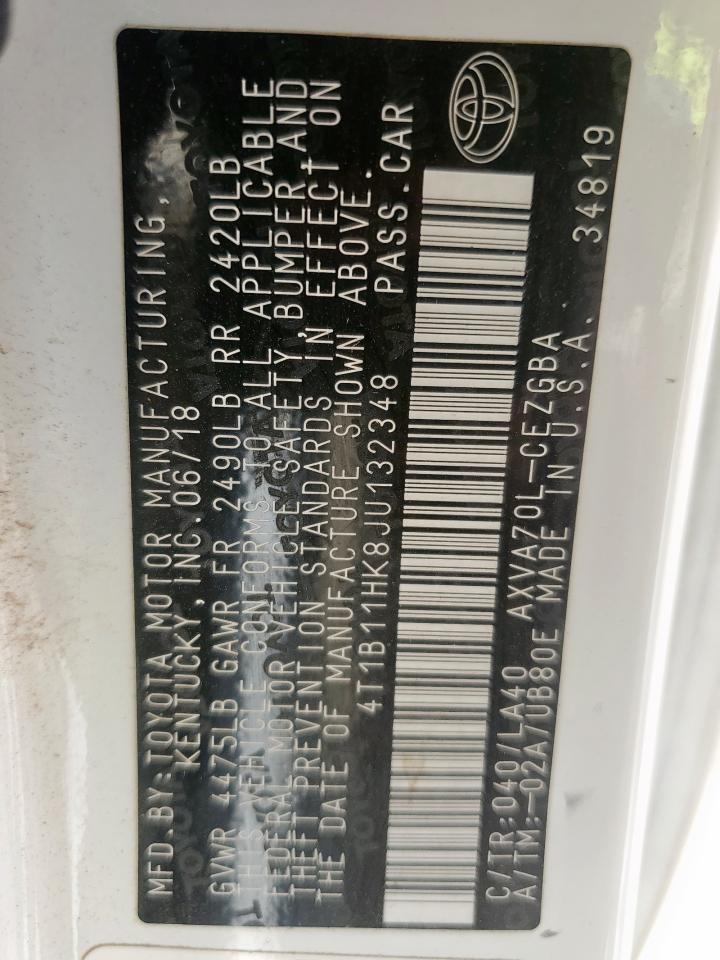 MFD.BY:TOYOTA MOTOR MANUFACTURING,
KENTUCKY, INC.06/18
GVWR 4475LB GAWR FR 2490LB RR 2420LB
THIS VEHICLE CONFORMS TO ALL APPLICABLE
FEDERAL MOTOR VEHICLE SAFETY, BUMPER, AND
THEFT PREVENTION STANDARDS IN EFFECT ON
THE DATE OF MANUFACTURE SHOWN ABOVE.
4T1B11HK8JU132348 PASS.CAR
C/TR:040/LA40 AXVA70L-CEZGBA
A/TM:-02A/UB80E MADE IN U.S.A. 34819